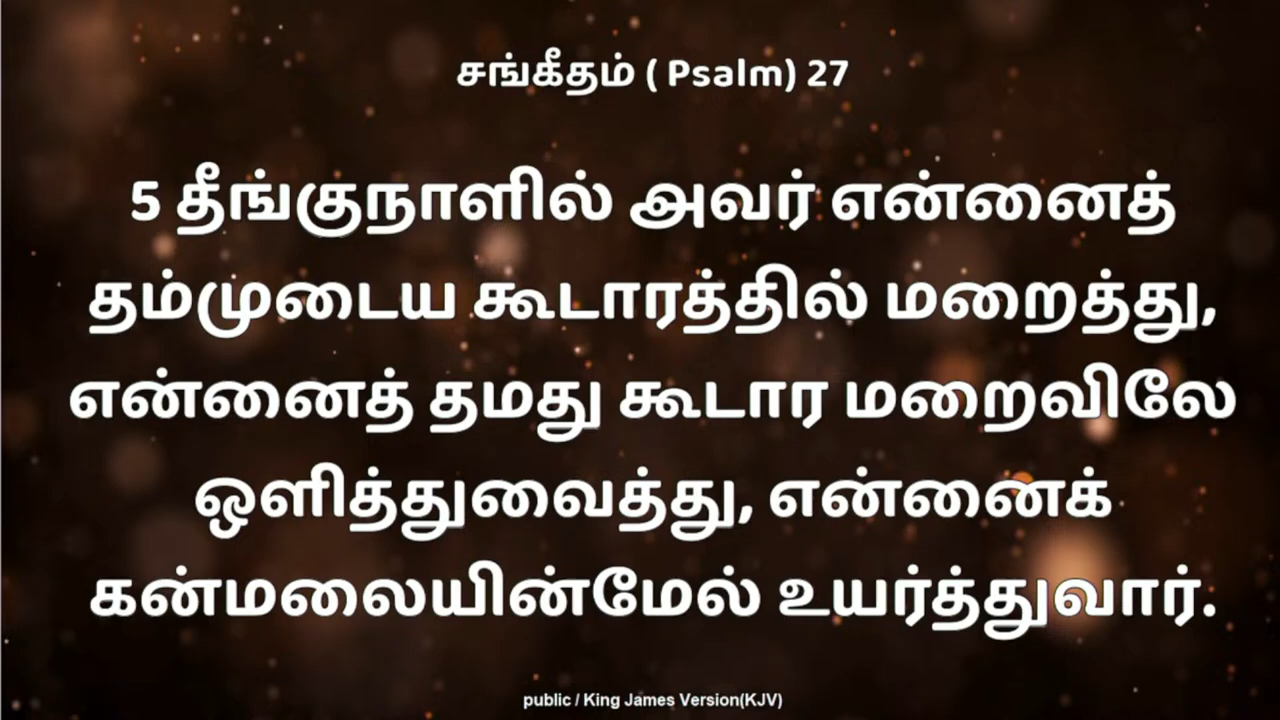 சங்கீதம் ( Psalm) 27
5 தீங்குநாளில் அவர் என்னைத்
தம்முடைய கூடாரத்தில் மறைத்து,
என்னைத் தமது கூடார மறைவிலே
ஒளித்துவைத்து, என்னைக்
கன்மலையின்மேல் உயர்த்துவார்.
public / King James Version(KJV)